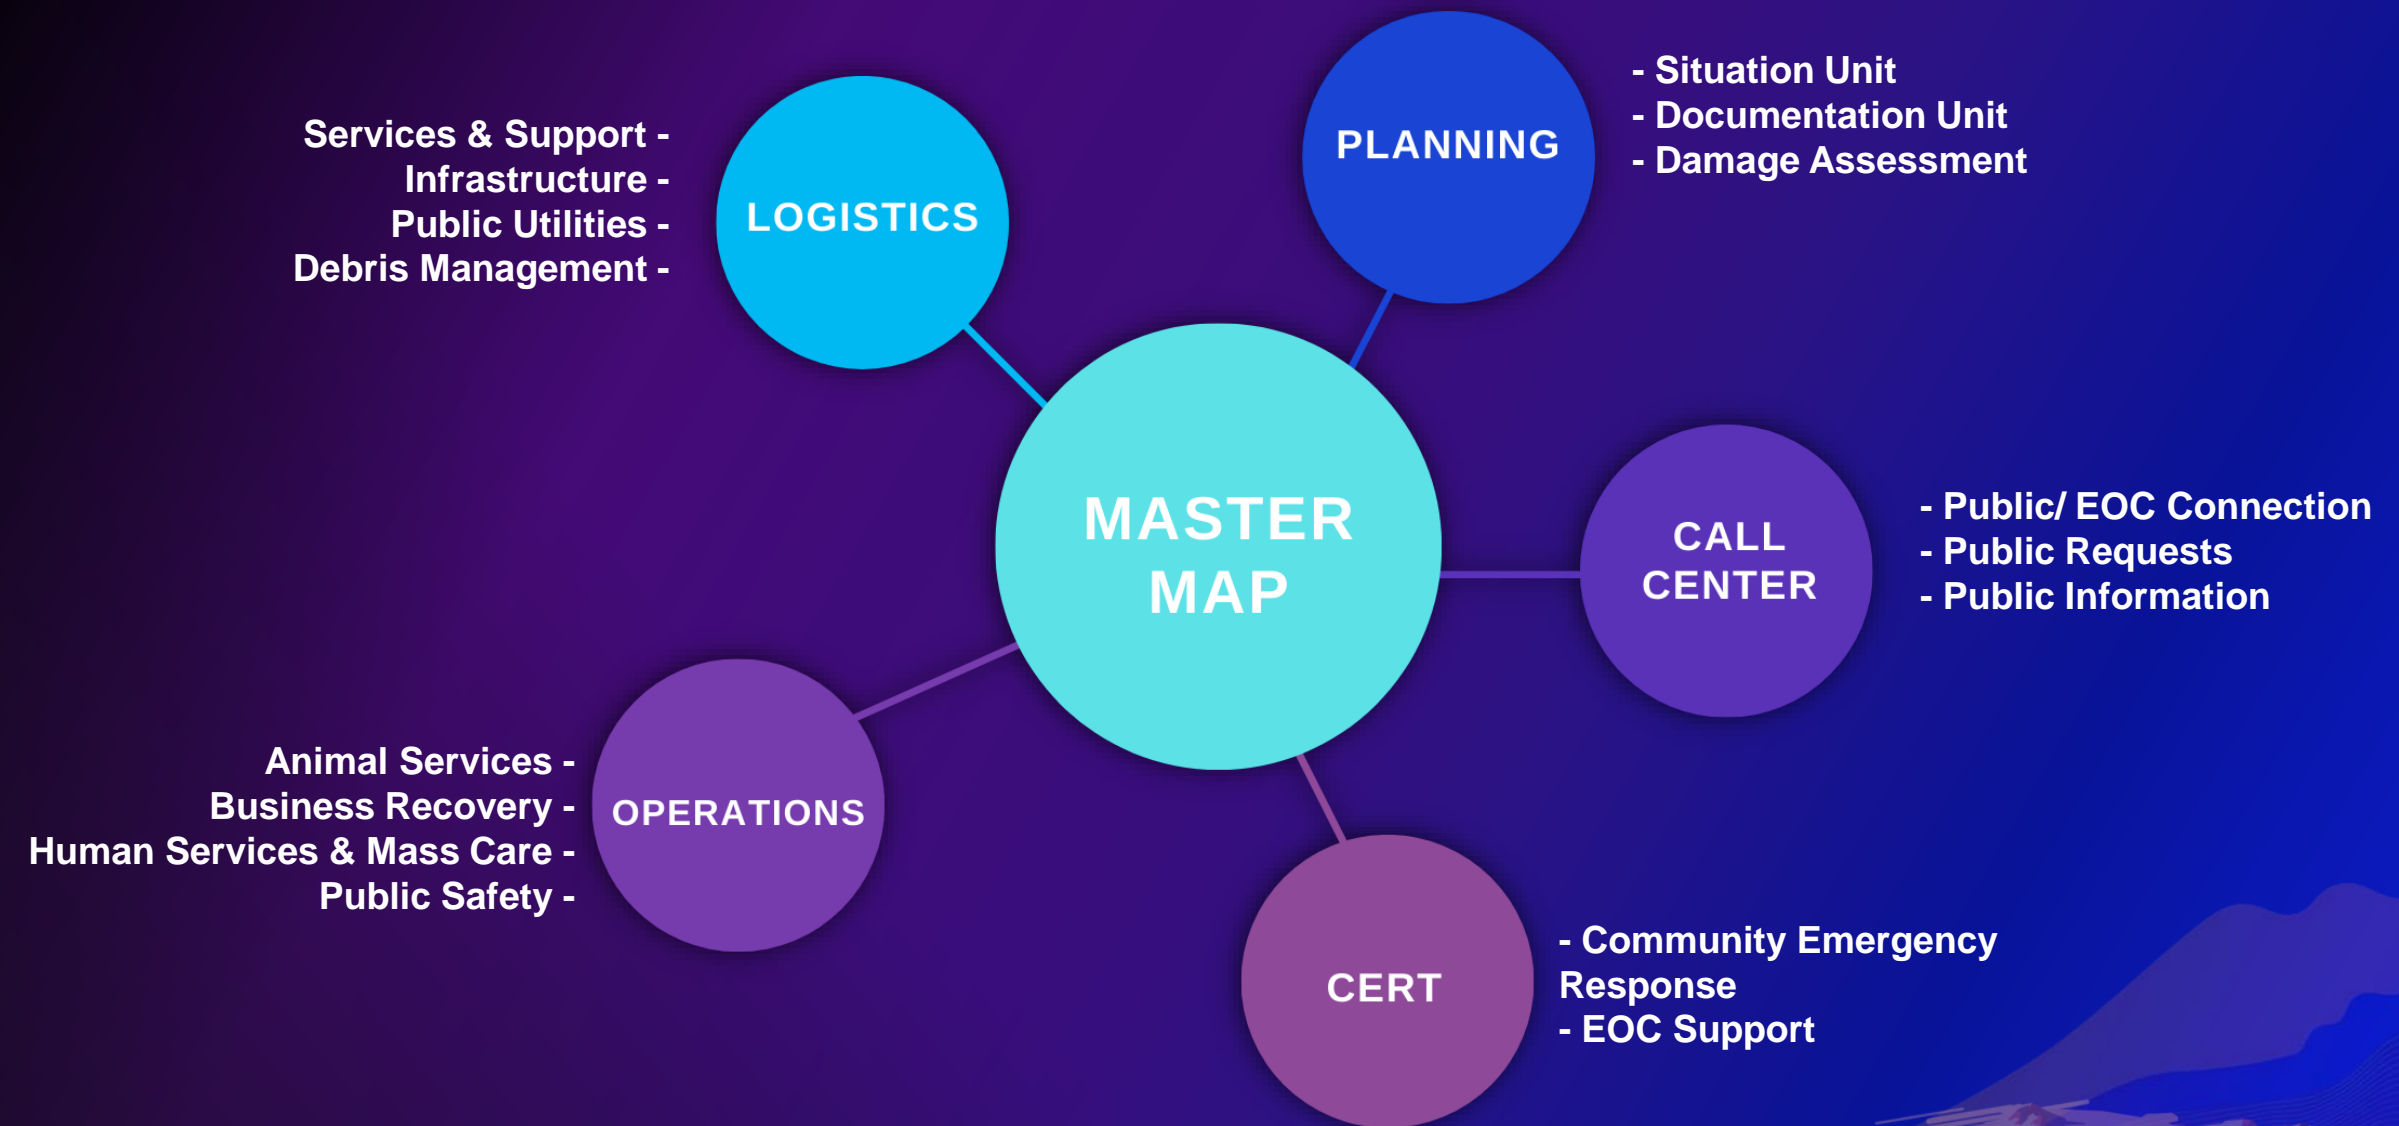 Services & Support -
Infrastructure -
Public Utilities -
Debris Management -
LOGISTICS
PLANNING
- Situation Unit
- Documentation Unit
- Damage Assessment
MASTER
MAP
CALL
CENTER
- Public/ EOC Connection
- Public Requests
- Public Information
Animal Services -
Business Recovery -
Human Services & Mass Care -
Public Safety -
OPERATIONS
CERT
- Community Emergency
Response
- EOC Support